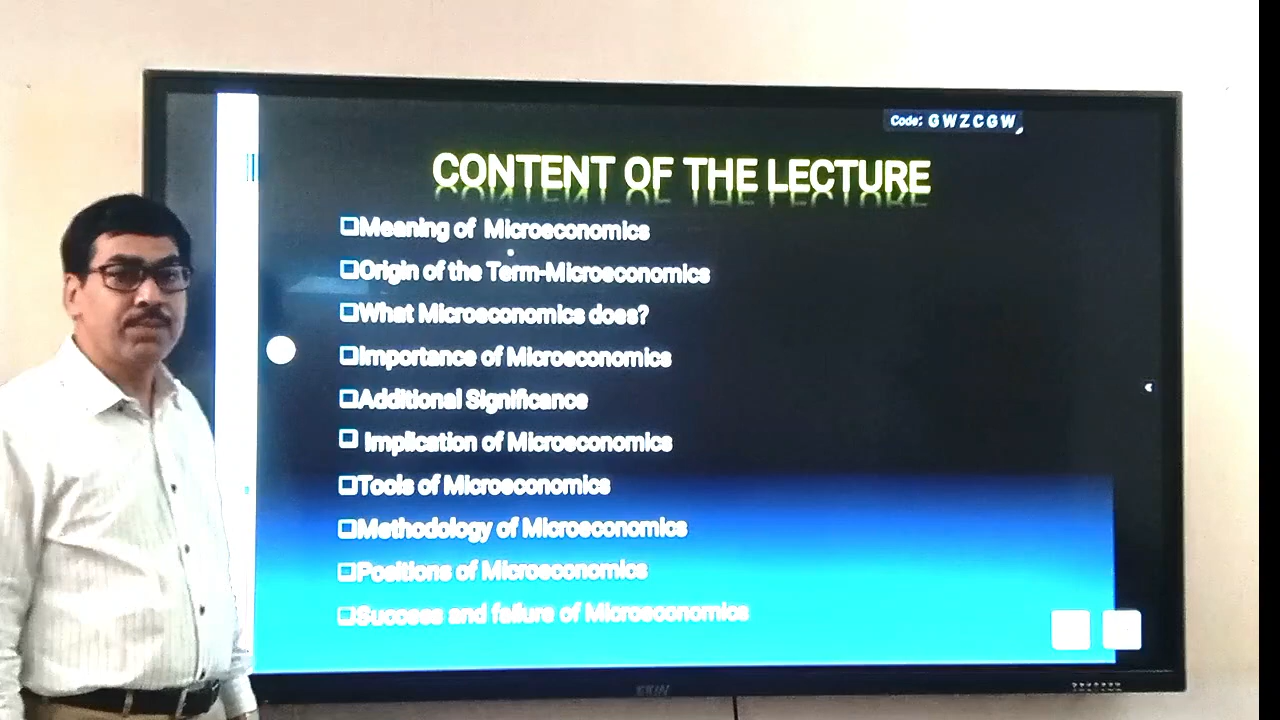 Code: GWZCGW
CONTENT OF THE LECTURE
Meaning of Microeconomics
Origin of the Term-Microeconomics
What Microeconomics does?
Importance of Microeconomics
Additional Significance
Implication of Microeconomics
Tools of Microeconomics
Methodology of Microeconomics
Positions of Microeconomics
Success and failure of Microeconomics